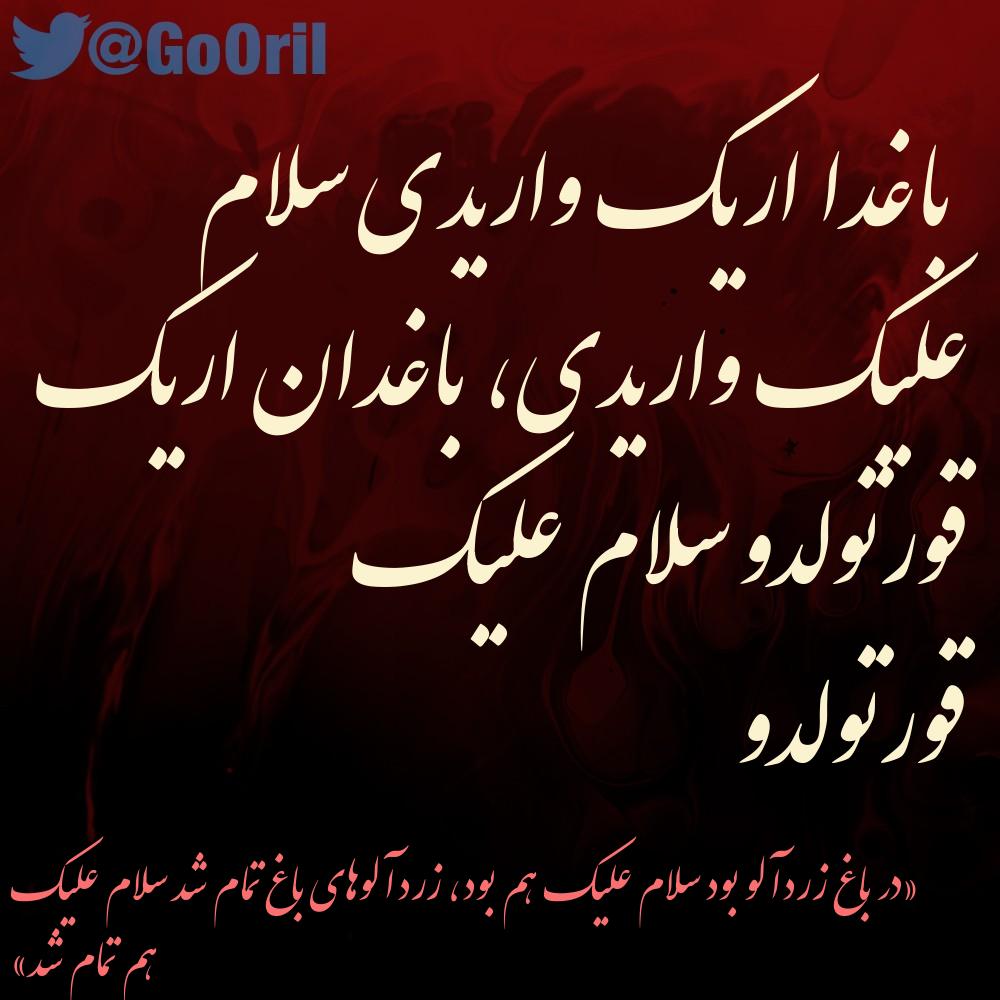 @GoOril
باغدا اریک واریدی سلام
علیک واریدی، باغدان اریک
قورتولدو سلام علیک
قورتولدو
«در باغ زردآلو بود سلام علیک هم بود، زردآلوهای باغ تمام شد سلام علیک
هم تمام شد»